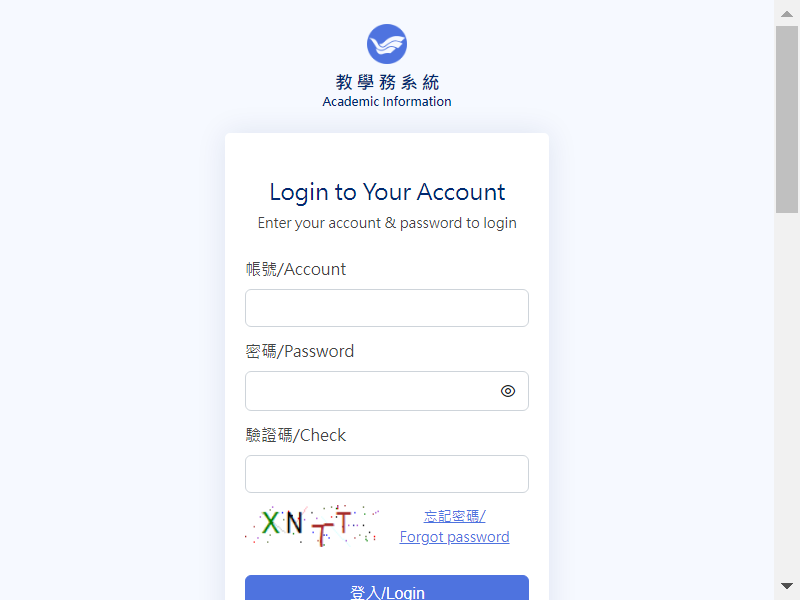 教務系統
Academic Information
Login to Your Account
Enter your account & password to login
帳號/Account
密碼/Password
驗證碼/Check
XNTT
忘記密碼/
Forgot password
登入/Login